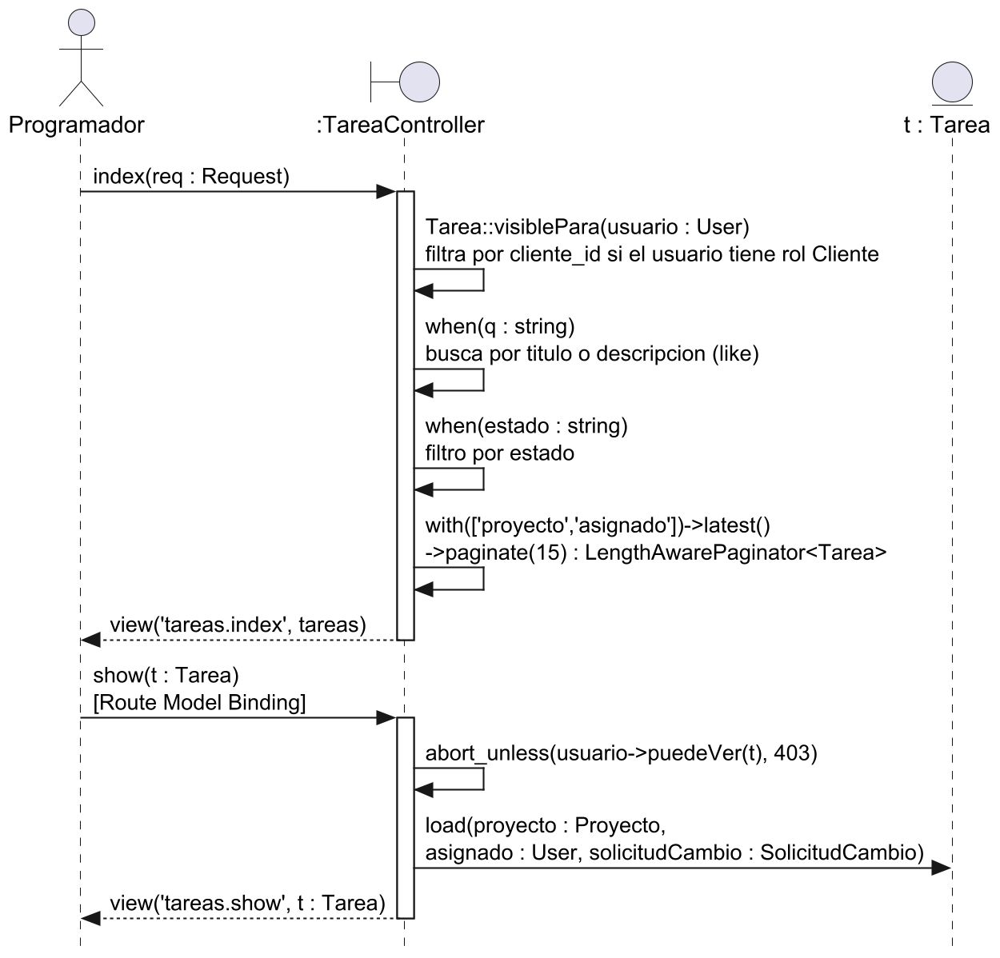 Programador
:TareaController
t : Tarea
index(req : Request)
Tarea::visiblePara(usuario : User)
filtra por cliente_id si el usuario tiene rol Cliente
when(q : string)
busca por titulo o descripcion (like)
when(estado : string)
filtro por estado
with(['proyecto','asignado'])->latest()
->paginate(15) : LengthAwarePaginator<Tarea>
view('tareas.index', tareas)
show(t : Tarea)
[Route Model Binding]
abort_unless(usuario->puedeVer(t), 403)
load(proyecto : Proyecto,
asignado : User, solicitudCambio : SolicitudCambio)
view('tareas.show', t : Tarea)